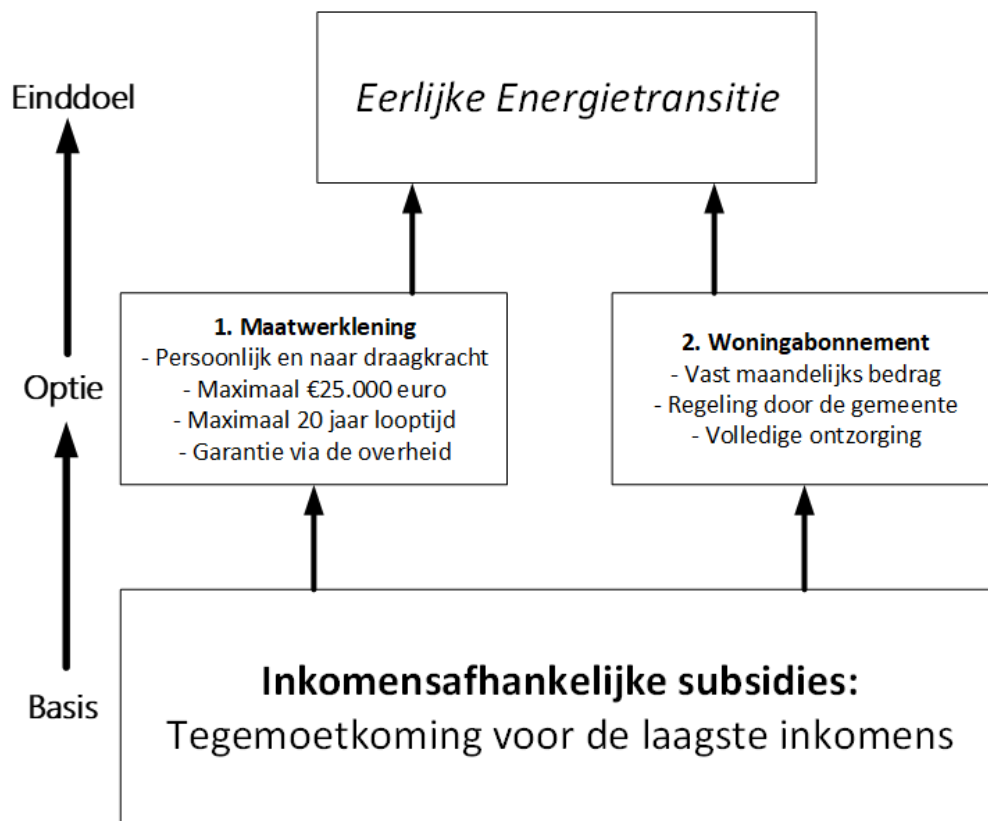 Einddoel
Eerlijke Energietransitie
Optie
1. Maatwerklening
- Persoonlijk en naar draagkracht
- Maximaal €25.000 euro
- Maximaal 20 jaar looptijd
- Garantie via de overheid
2. Woningabonnement
- Vast maandelijks bedrag
- Regeling door de gemeente
- Volledige ontzorging
Basis
Inkomensafhankelijke subsidies:
Tegemoetkoming voor de laagste inkomens